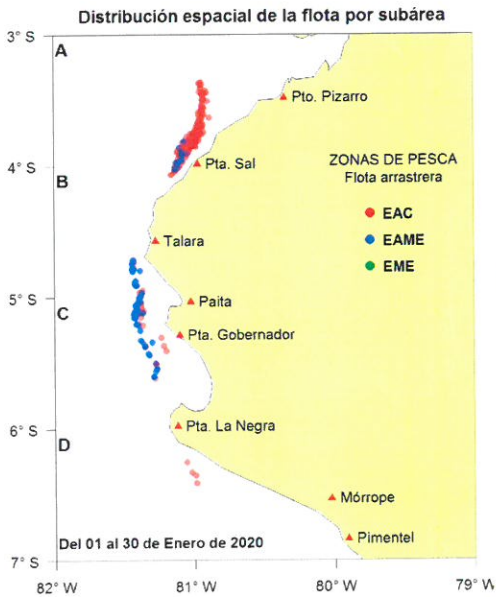 Distribución espacial de la flota por subárea
3° S
A
Pto. Pizarro
4° S
Pta. Sal
ZONAS DE PESCA
Flota arrastrera
B
EAC
EAME
EME
Talara
5° S
C
Paita
Pta. Gobernador
6° S
Pta. La Negra
D
Mórrope
Pimentel
Del 01 al 30 de Enero de 2020
7° S
82° W
81° W
80° W
79° W